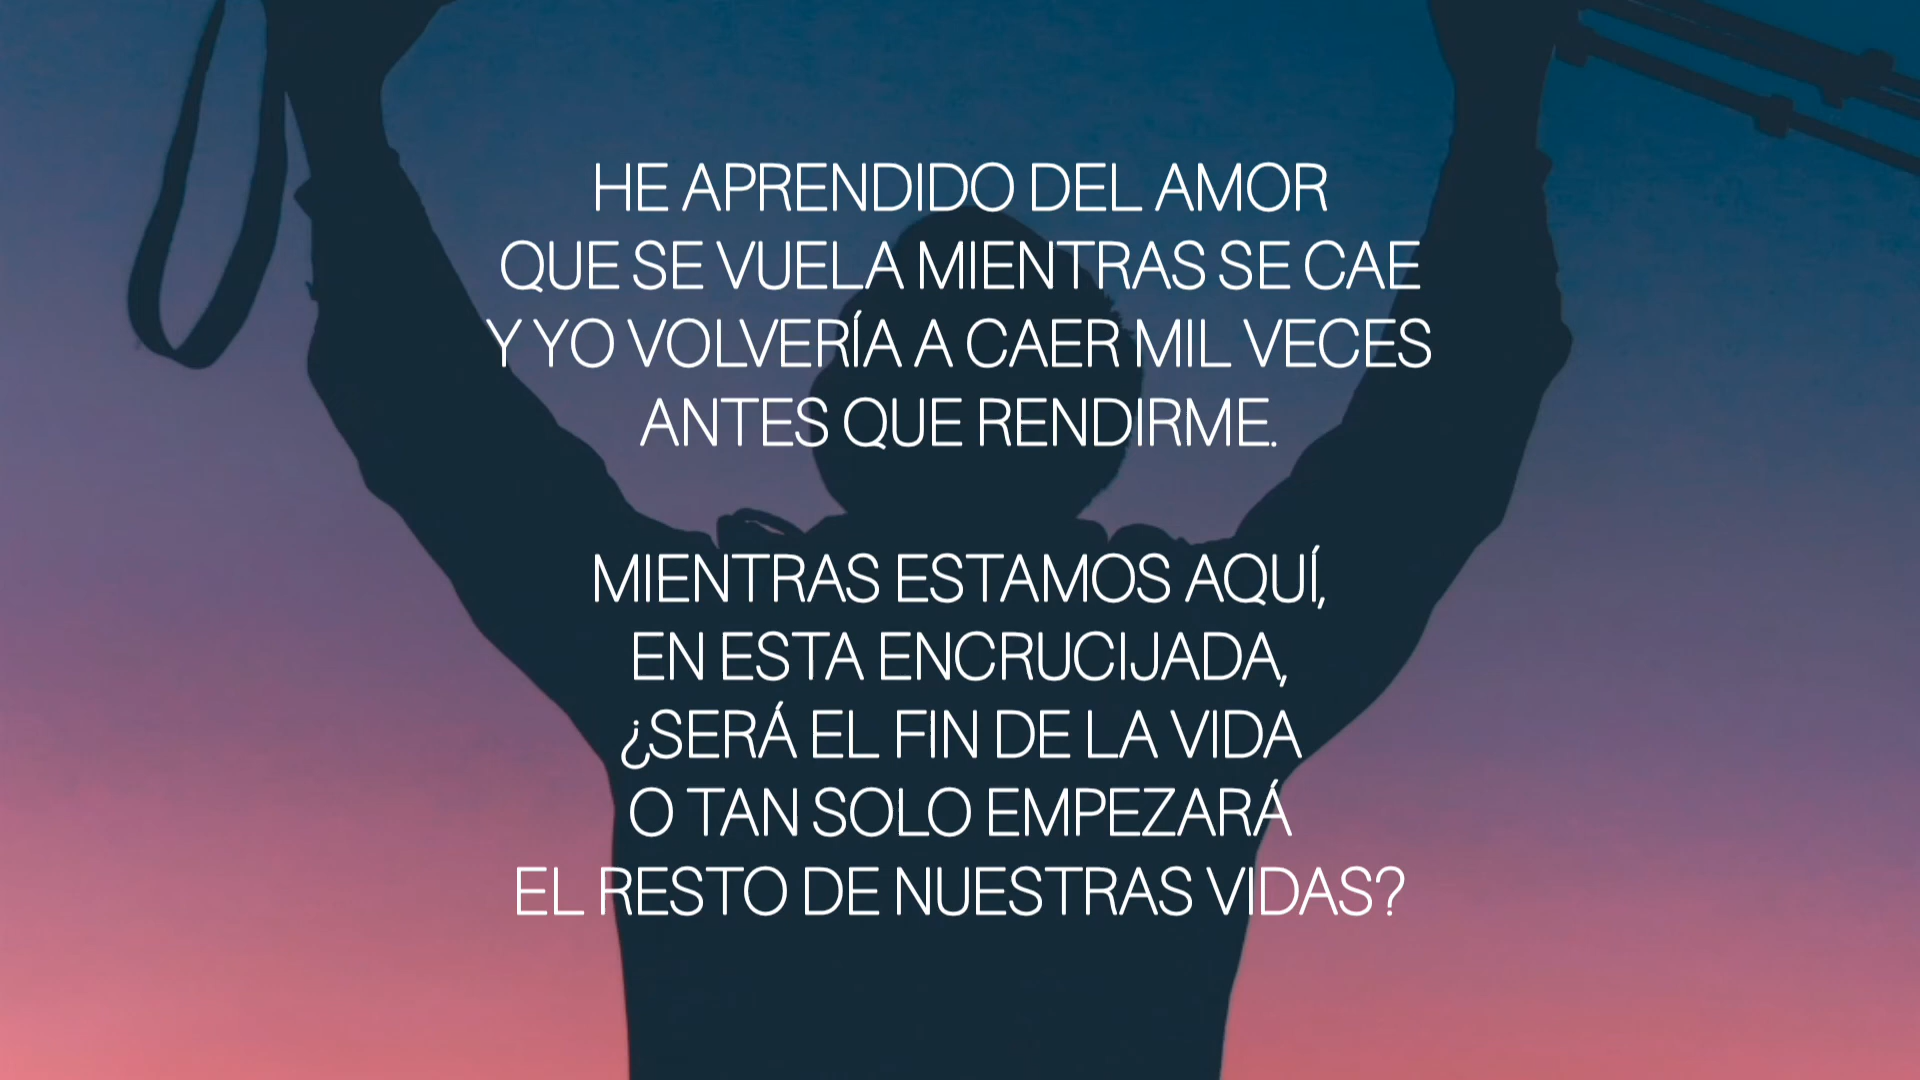 HE APRENDIDO DEL AMOR
QUE SE VUELA MIENTRAS SE CAE
Y YO VOLVERÍA A CAER MIL VECES
ANTES QUE RENDIRME.
MIENTRAS ESTAMOS AQUÍ,
EN ESTA ENCRUCIJADA,
¿SERÁ EL FIN DE LA VIDA
O TAN SOLO EMPEZARÁ
EL RESTO DE NUESTRAS VIDAS?